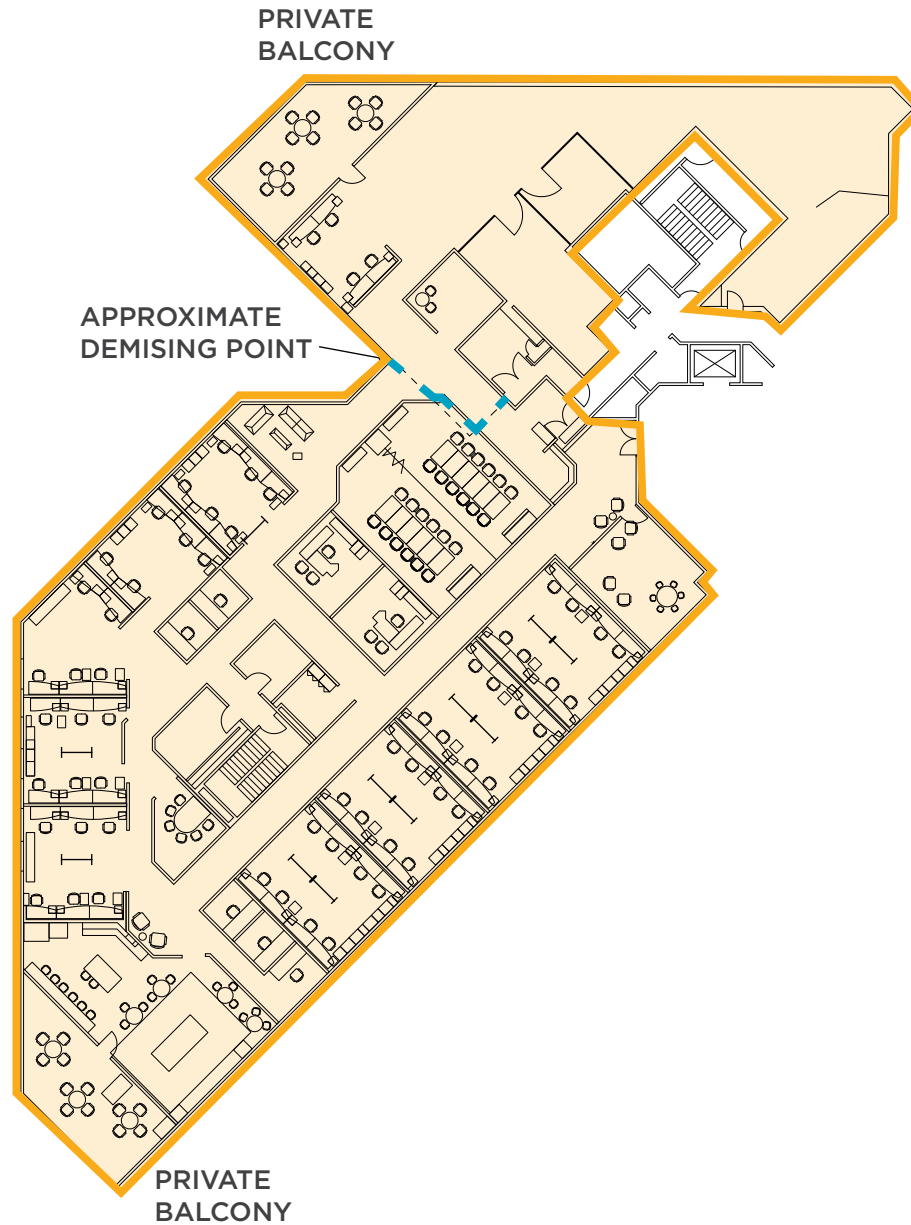 PRIVATE
BALCONY
APPROXIMATE
DEMISING POINT
PRIVATE
BALCONY